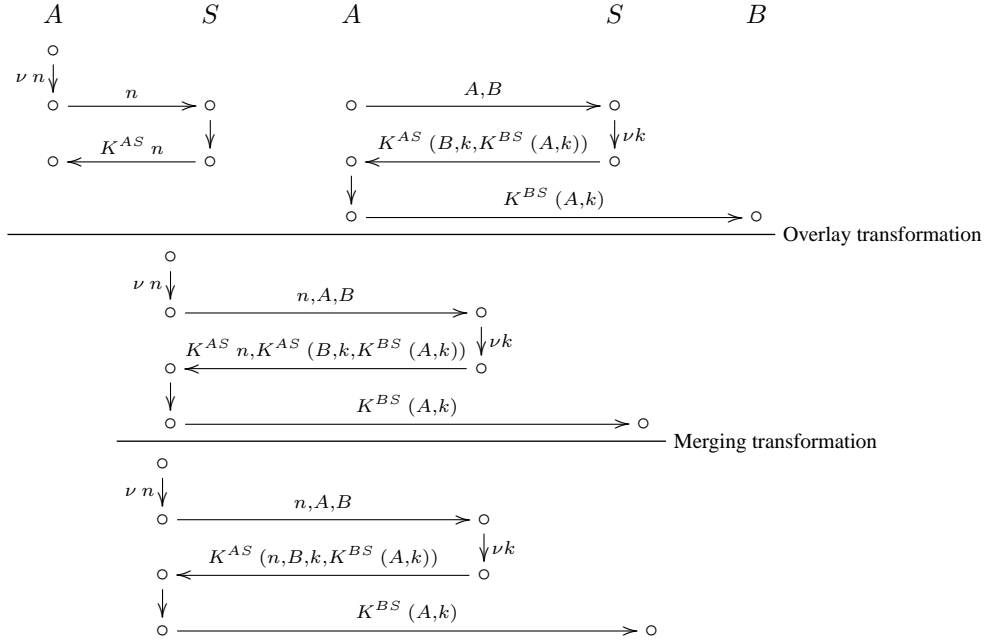 A S A S B
ν n
n A,B
νk
K^{AS} n K^{AS} (B,k,K^{BS} (A,k))
K^{BS} (A,k)
Overlay transformation
ν n
n,A,B
νk
K^{AS} n,K^{AS} (B,k,K^{BS} (A,k))
K^{BS} (A,k)
Merging transformation
ν n
n,A,B
νk
K^{AS} (n,B,k,K^{BS} (A,k))
K^{BS} (A,k)